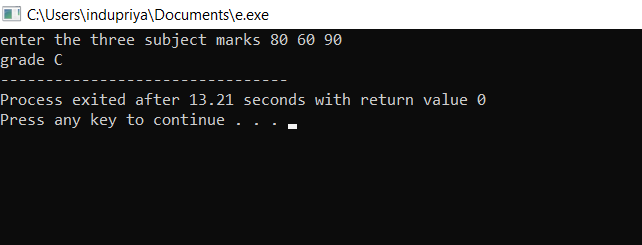 C:\Users\indupriya\Documents\e.exe
enter the three subject marks 80 60 90
grade C
--------------------------------
Process exited after 13.21 seconds with return value 0
Press any key to continue . . .